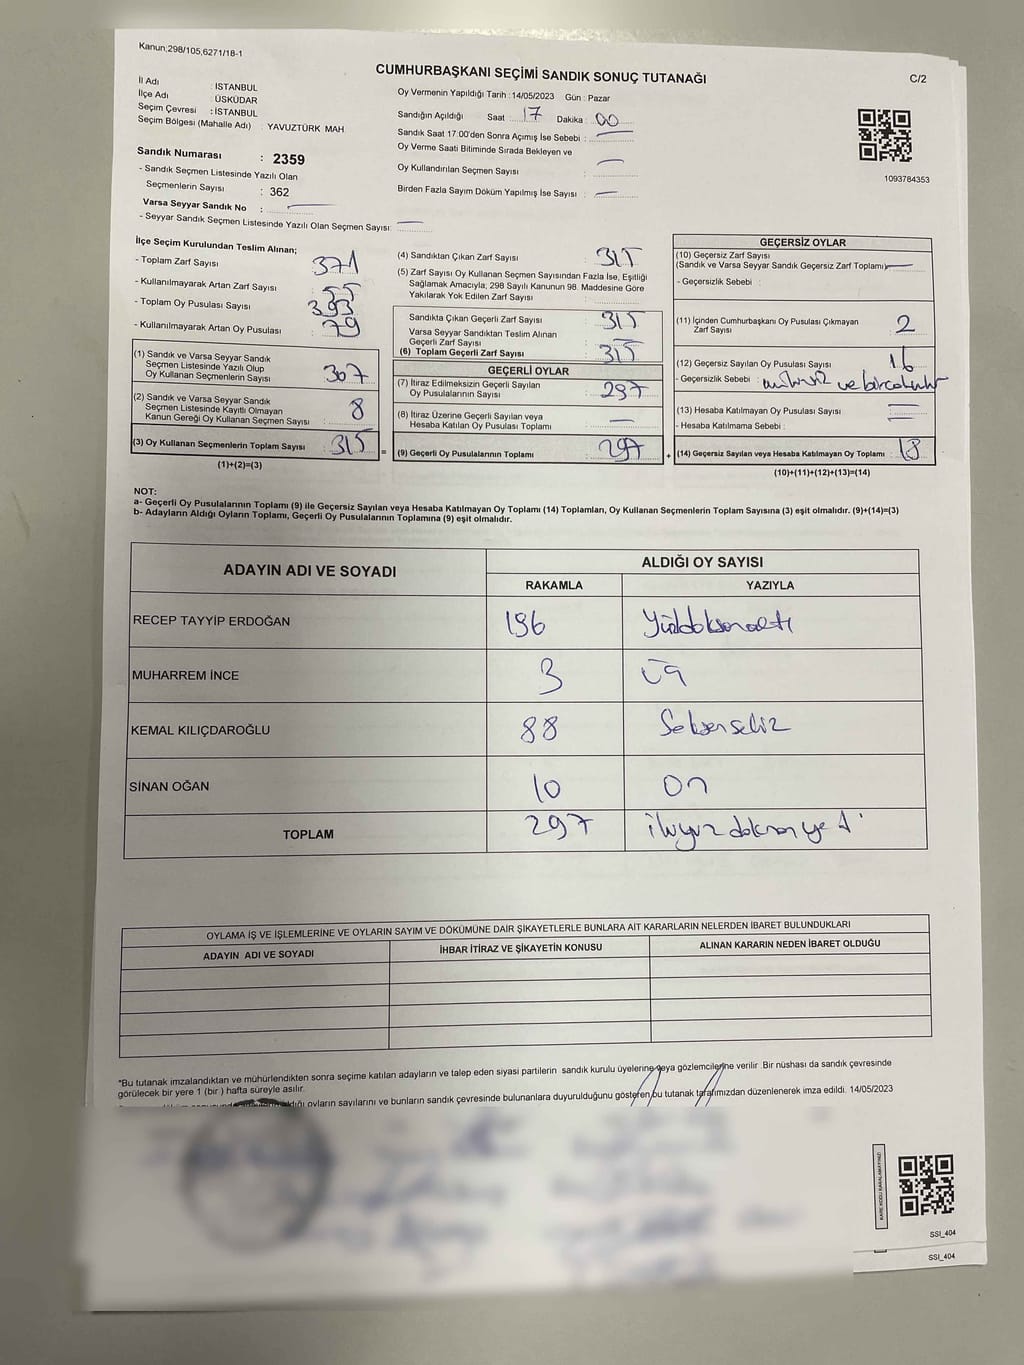 Kanun;298/105,6271/18-1
CUMHURBAŞKANI SEÇİMİ SANDIK SONUÇ TUTANAĞI
C/2
İl Adı : İSTANBUL
İlçe Adı : ÜSKÜDAR
Seçim Çevresi : İSTANBUL
Seçim Bölgesi (Mahalle Adı) : YAVUZTÜRK MAH.
Oy Vermenin Yapıldığı Tarih :14/05/2023 Gün : Pazar
Sandığın Açıldığı Saat : 17 Dakika : 00
Sandık Saat 17:00'den Sonra Açımış İse Sebebi : —
Oy Verme Saati Bitiminde Sırada Bekleyen ve
Oy Kullandırılan Seçmen Sayısı : —
Birden Fazla Sayım Döküm Yapılmış İse Sayısı : —
1093784353
Sandık Numarası : 2359
- Sandık Seçmen Listesinde Yazılı Olan
Seçmenlerin Sayısı : 362
Varsa Seyyar Sandık No : —
- Seyyar Sandık Seçmen Listesinde Yazılı Olan Seçmen Sayısı : —
İlçe Seçim Kurulundan Teslim Alınan;
- Toplam Zarf Sayısı : 371
- Kullanılmayarak Artan Zarf Sayısı : 55
- Toplam Oy Pusulası Sayısı : 393
- Kullanılmayarak Artan Oy Pusulası : 79
(1) Sandık ve Varsa Seyyar Sandık
Seçmen Listesinde Yazılı Olup
Oy Kullanan Seçmenlerin Sayısı : 307
(2) Sandık ve Varsa Seyyar Sandık
Seçmen Listesinde Kayıtlı Olmayan
Kanun Gereği Oy Kullanan Seçmen Sayısı : 8
(3) Oy Kullanan Seçmenlerin Toplam Sayısı : 315
(1)+(2)=(3)
(4) Sandıktan Çıkan Zarf Sayısı : 315
(5) Zarf Sayısı Oy Kullanan Seçmen Sayısından Fazla İse, Eşitliği
Sağlamak Amacıyla; 298 Sayılı Kanunun 98. Maddesine Göre
Yakılarak Yok Edilen Zarf Sayısı :
Sandıkta Çıkan Geçerli Zarf Sayısı : 315
Varsa Seyyar Sandıktan Teslim Alınan
Geçerli Zarf Sayısı : —
(6) Toplam Geçerli Zarf Sayısı : 315
GEÇERLİ OYLAR
(7) İtiraz Edilmeksizin Geçerli Sayılan
Oy Pusulalarının Sayısı : 297
(8) İtiraz Üzerine Geçerli Sayılan veya
Hesaba Katılan Oy Pusulası Toplamı : —
= (9) Geçerli Oy Pusulalarının Toplamı : 297 +
GEÇERSİZ OYLAR
(10) Geçersiz Zarf Sayısı
(Sandık ve Varsa Seyyar Sandık Geçersiz Zarf Toplamı) : —
- Geçersizlik Sebebi :
(11) İçinden Cumhurbaşkanı Oy Pusulası Çıkmayan
Zarf Sayısı : 2
(12) Geçersiz Sayılan Oy Pusulası Sayısı : 16
- Geçersizlik Sebebi : mühürsüz ve
(13) Hesaba Katılmayan Oy Pusulası Sayısı : —
- Hesaba Katılmama Sebebi : —
(14) Geçersiz Sayılan veya Hesaba Katılmayan Oy Toplamı : 18
(10)+(11)+(12)+(13)=(14)
NOT:
a- Geçerli Oy Pusulalarının Toplamı (9) ile Geçersiz Sayılan veya Hesaba Katılmayan Oy Toplamı (14) Toplamları, Oy Kullanan Seçmenlerin Toplam Sayısına (3) eşit olmalıdır. (9)+(14)=(3)
b- Adayların Aldığı Oyların Toplamı, Geçerli Oy Pusulalarının Toplamına (9) eşit olmalıdır.
ADAYIN ADI VE SOYADI ALDIĞI OY SAYISI
RAKAMLA YAZIYLA
RECEP TAYYİP ERDOĞAN 196 Yüzdoksanaltı
MUHARREM İNCE 3 Üç
KEMAL KILIÇDAROĞLU 88 Seksensekiz
SİNAN OĞAN 10 On
TOPLAM 297 ikiyüz doksan yedi
OYLAMA İŞ VE İŞLEMLERİNE VE OYLARIN SAYIM VE DÖKÜMÜNE DAİR ŞİKAYETLERLE BUNLARA AİT KARARLARIN NELERDEN İBARET BULUNDUKLARI
ADAYIN ADI VE SOYADI İHBAR İTİRAZ VE ŞİKAYETİN KONUSU ALINAN KARARIN NEDEN İBARET OLDUĞU
*Bu tutanak imzalandıktan ve mühürlendikten sonra seçime katılan adayların ve talep eden siyasi partilerin sandık kurulu üyelerine veya gözlemcilerine verilir .Bir nüshası da sandık çevresinde
görülecek bir yere 1 (bir ) hafta süreyle asılır.
oyların sayılarını ve bunların sandık çevresinde bulunanlara duyurulduğunu gösteren bu tutanak tarafımızdan düzenlenerek imza edildi. 14/05/2023
KARE KODU KARALAMAYINIZ!
SSI_404
SSI_404